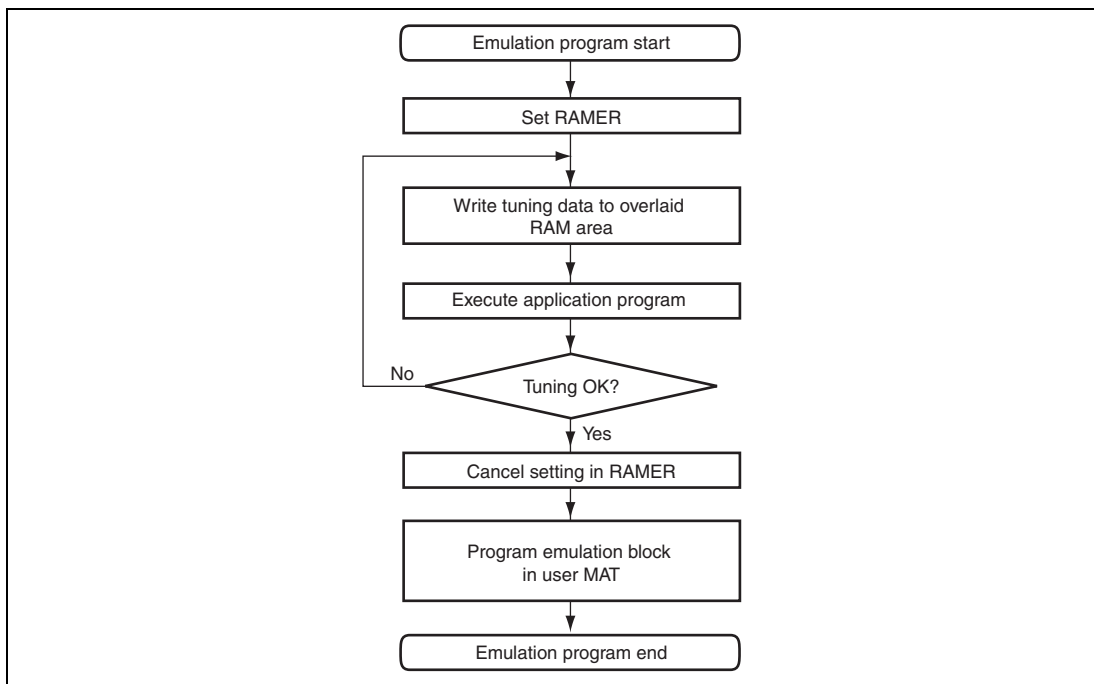 Emulation program start
Set RAMER
Write tuning data to overlaid
RAM area
Execute application program
No
Tuning OK?
Yes
Cancel setting in RAMER
Program emulation block
in user MAT
Emulation program end